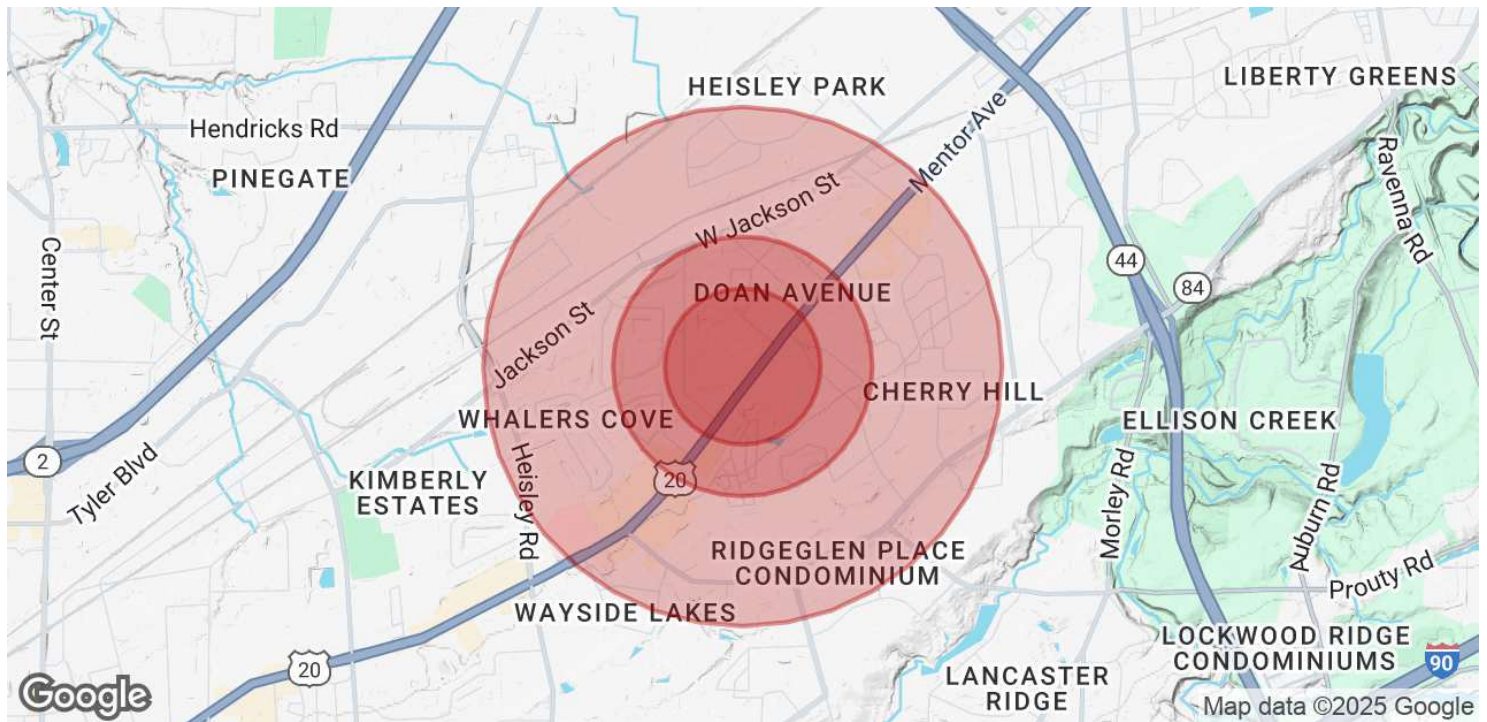 HEISLEY PARK
LIBERTY GREENS
Mentor Ave
Hendricks Rd
PINEGATE
Ravenna Rd
W Jackson St
Center St
44
84
DOAN AVENUE
Jackson St
CHERRY HILL
WHALERS COVE
ELLISON CREEK
2
Tyler Blvd
KIMBERLY
ESTATES
Heisley Rd
20
Morley Rd
Auburn Rd
RIDGEGLEN PLACE
CONDOMINIUM
Prouty Rd
WAYSIDE LAKES
LOCKWOOD RIDGE
CONDOMINIUMS
90
20
LANCASTER
RIDGE
Google
Map data ©2025 Google